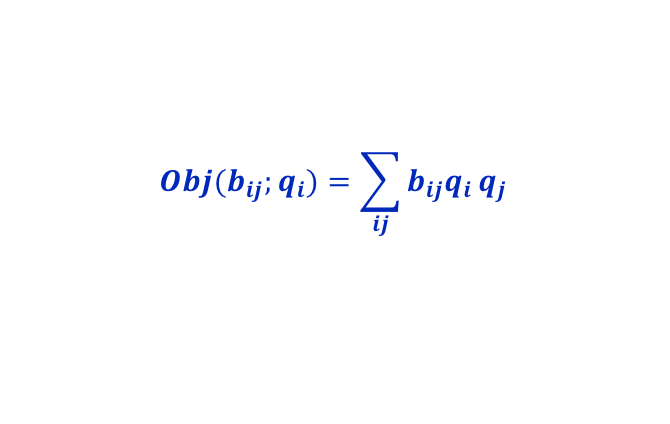 Obj(b_{ij}; q_i) = \sum_{ij} b_{ij} q_i q_j